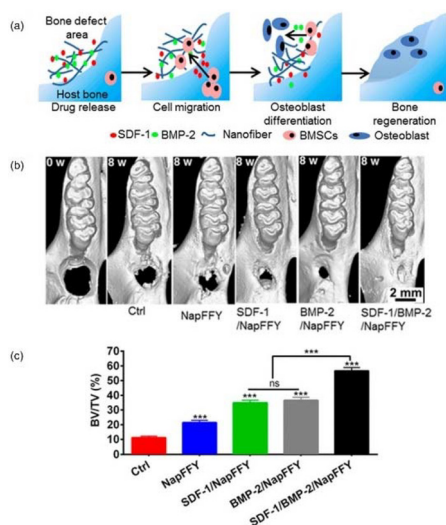 (a)
Bone defect
area
Host bone
Drug release
Cell migration
Osteoblast
differentiation
Bone
regeneration
SDF-1
BMP-2
Nanofiber
BMSCs
Osteoblast
(b)
0 w
8 w
8 w
8 w
8 w
8 w
2 mm
Ctrl
NapFFY
SDF-1
/NapFFY
BMP-2
/NapFFY
SDF-1/BMP-2
/NapFFY
(c)
BV/TV (%)
70
60
50
40
30
20
10
***
***
ns
***
***
***
Ctrl
NapFFY
SDF-1/NapFFY
BMP-2/NapFFY
SDF-1/BMP-2/NapFFY